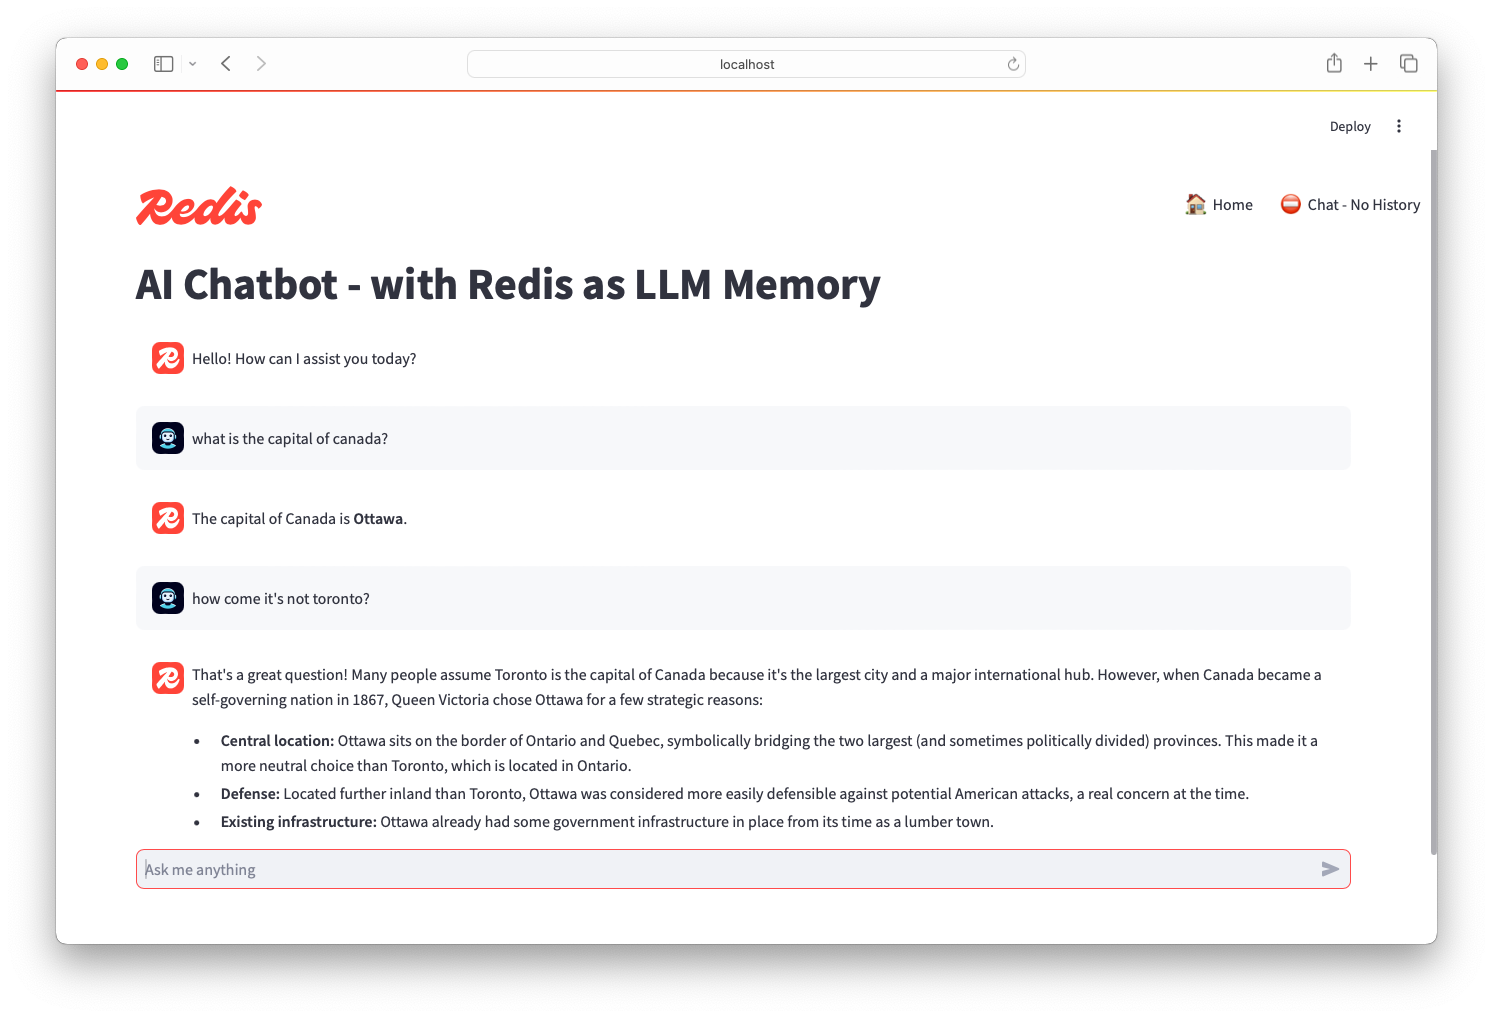 localhost
Deploy
Redis
Home
Chat - No History
AI Chatbot - with Redis as LLM Memory
Hello! How can I assist you today?
what is the capital of canada?
The capital of Canada is Ottawa.
how come it's not toronto?
That's a great question! Many people assume Toronto is the capital of Canada because it's the largest city and a major international hub. However, when Canada became a
self-governing nation in 1867, Queen Victoria chose Ottawa for a few strategic reasons:
• Central location: Ottawa sits on the border of Ontario and Quebec, symbolically bridging the two largest (and sometimes politically divided) provinces. This made it a
more neutral choice than Toronto, which is located in Ontario.
• Defense: Located further inland than Toronto, Ottawa was considered more easily defensible against potential American attacks, a real concern at the time.
• Existing infrastructure: Ottawa already had some government infrastructure in place from its time as a lumber town.
Ask me anything